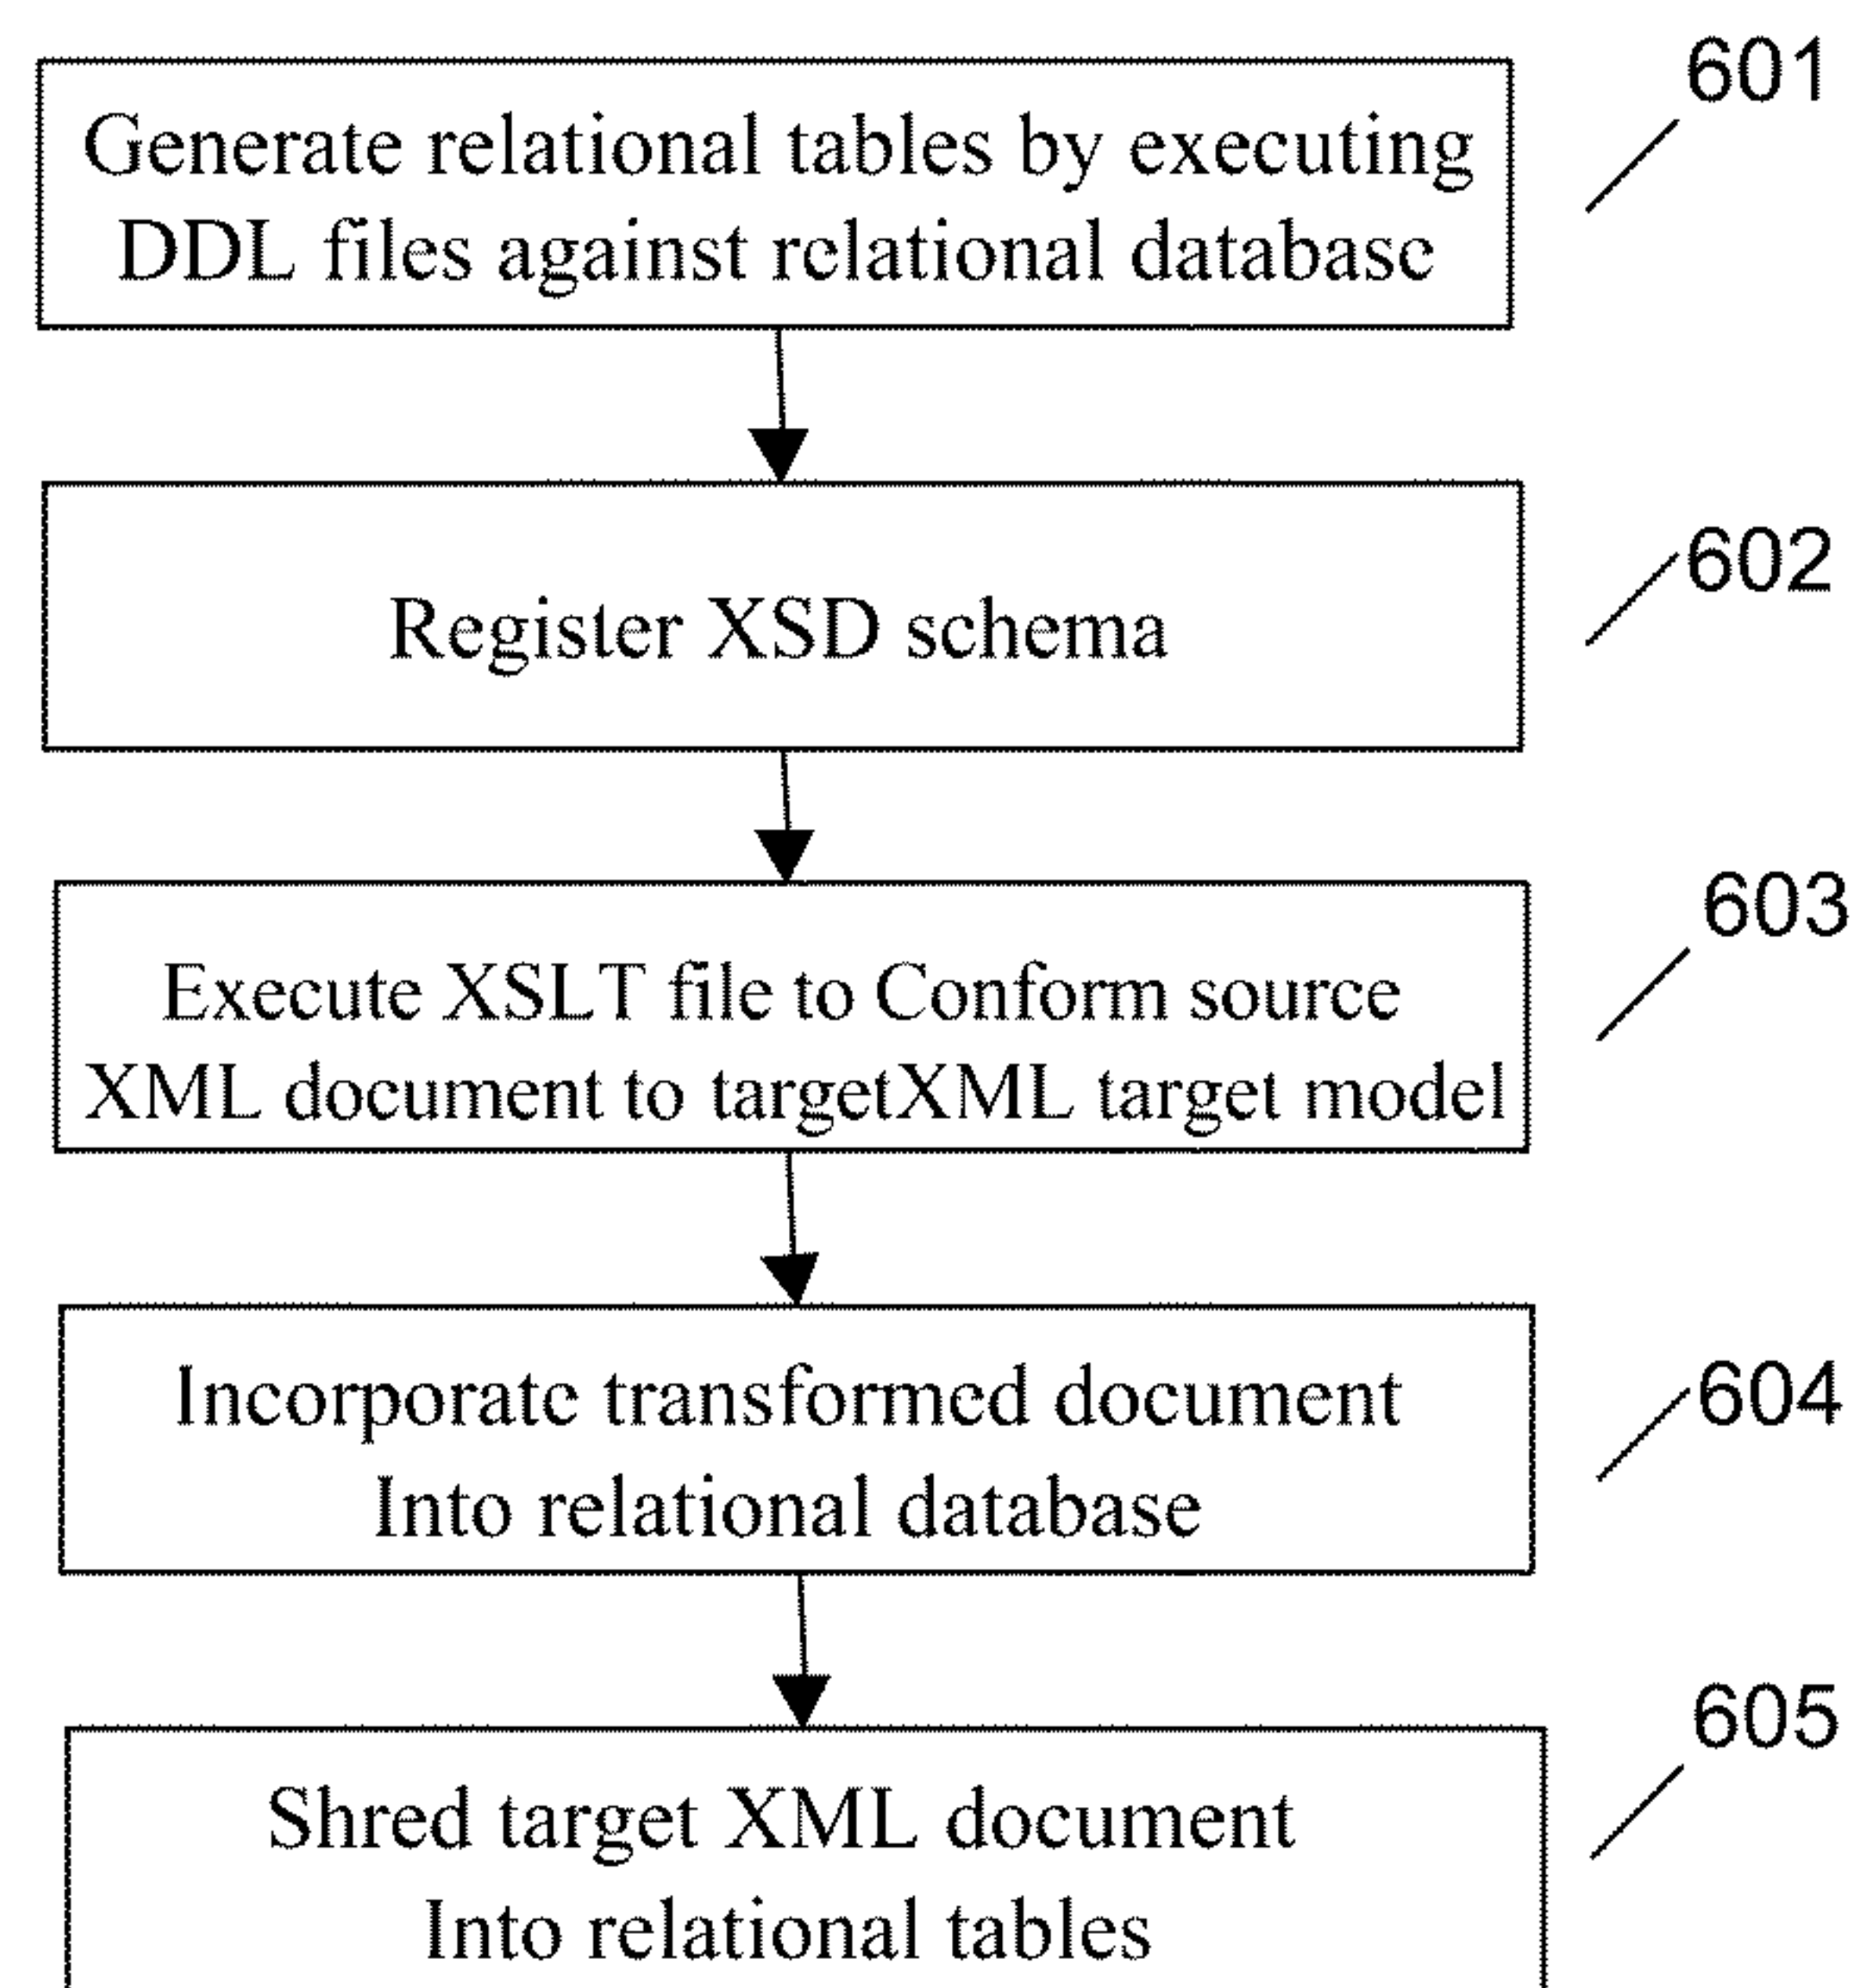 601
Generate relational tables by executing
DDL files against relational database
602
Register XSD schema
603
Execute XSLT file to Conform source
XML document to targetXML target model
604
Incorporate transformed document
Into relational database
605
Shred target XML document
Into relational tables